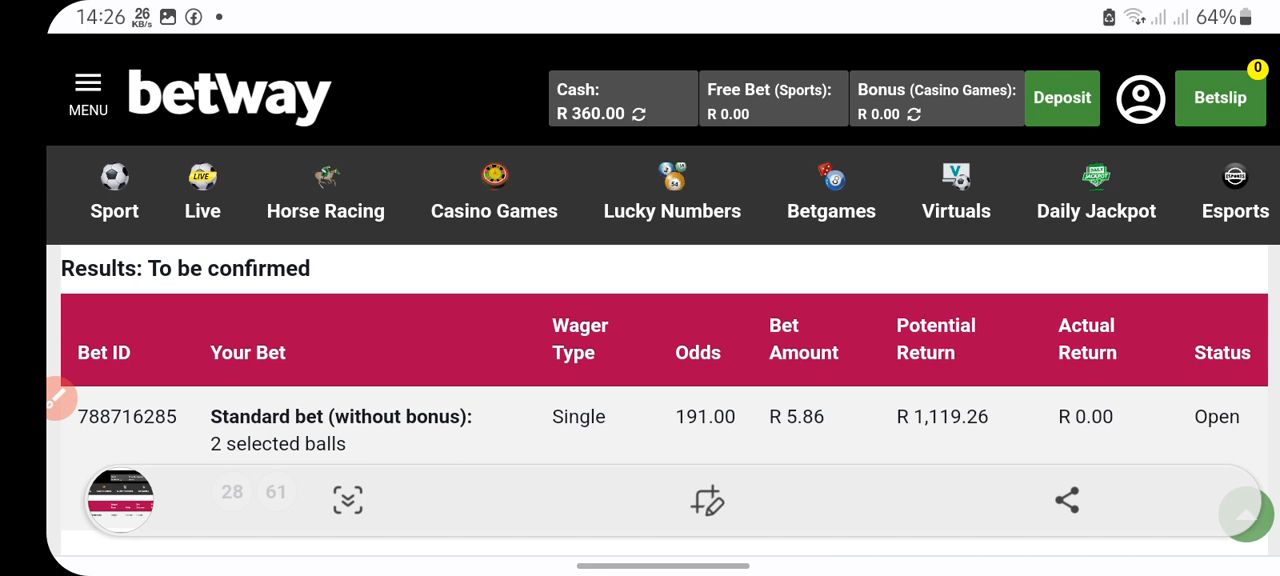 14:26 26 KB/s 64%
MENU betway Cash: R 360.00 Free Bet (Sports): R 0.00 Bonus (Casino Games): R 0.00 Deposit Betslip 0
Sport Live Horse Racing Casino Games Lucky Numbers Betgames Virtuals Daily Jackpot Esports
Results: To be confirmed
Bet ID Your Bet Wager Type Odds Bet Amount Potential Return Actual Return Status
788716285 Standard bet (without bonus): Single 191.00 R 5.86 R 1,119.26 R 0.00 Open
2 selected balls
28 61